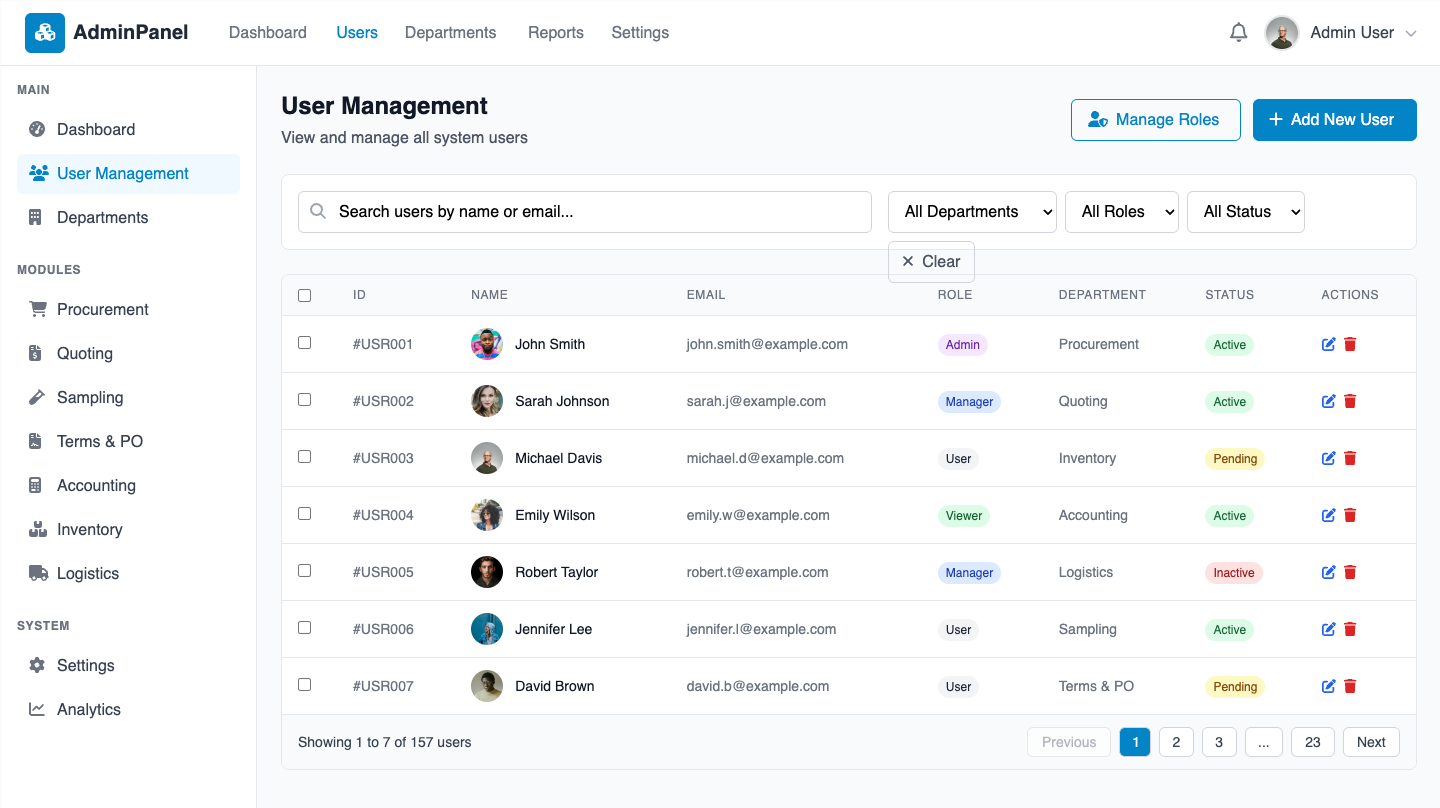 AdminPanel Dashboard Users Departments Reports Settings Admin User
MAIN
Dashboard
User Management
Departments
MODULES
Procurement
Quoting
Sampling
Terms & PO
Accounting
Inventory
Logistics
SYSTEM
Settings
Analytics
User Management
View and manage all system users
Manage Roles Add New User
Search users by name or email... All Departments All Roles All Status
Clear
ID NAME EMAIL ROLE DEPARTMENT STATUS ACTIONS
#USR001 John Smith john.smith@example.com Admin Procurement Active
#USR002 Sarah Johnson sarah.j@example.com Manager Quoting Active
#USR003 Michael Davis michael.d@example.com User Inventory Pending
#USR004 Emily Wilson emily.w@example.com Viewer Accounting Active
#USR005 Robert Taylor robert.t@example.com Manager Logistics Inactive
#USR006 Jennifer Lee jennifer.l@example.com User Sampling Active
#USR007 David Brown david.b@example.com User Terms & PO Pending
Showing 1 to 7 of 157 users Previous 1 2 3 ... 23 Next